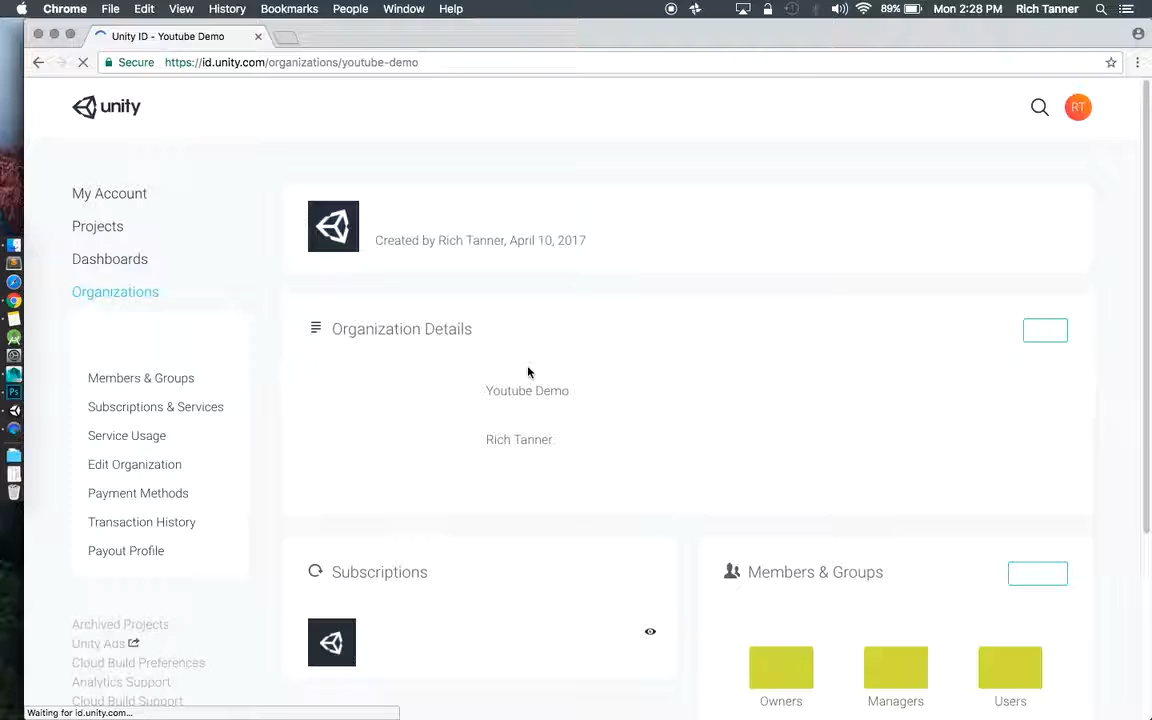 Chrome File Edit View History Bookmarks People Window Help 89% Mon 2:28 PM Rich Tanner
Unity ID - Youtube Demo
Secure https://id.unity.com/organizations/youtube-demo
unity
RT
My Account
Projects
Dashboards
Organizations
Members & Groups
Subscriptions & Services
Service Usage
Edit Organization
Payment Methods
Transaction History
Payout Profile
Archived Projects
Unity Ads
Cloud Build Preferences
Analytics Support
Cloud Build Support
Created by Rich Tanner, April 10, 2017
Organization Details
Youtube Demo
Rich Tanner
Subscriptions
Members & Groups
Owners
Managers
Users
Waiting for id.unity.com...
Ps